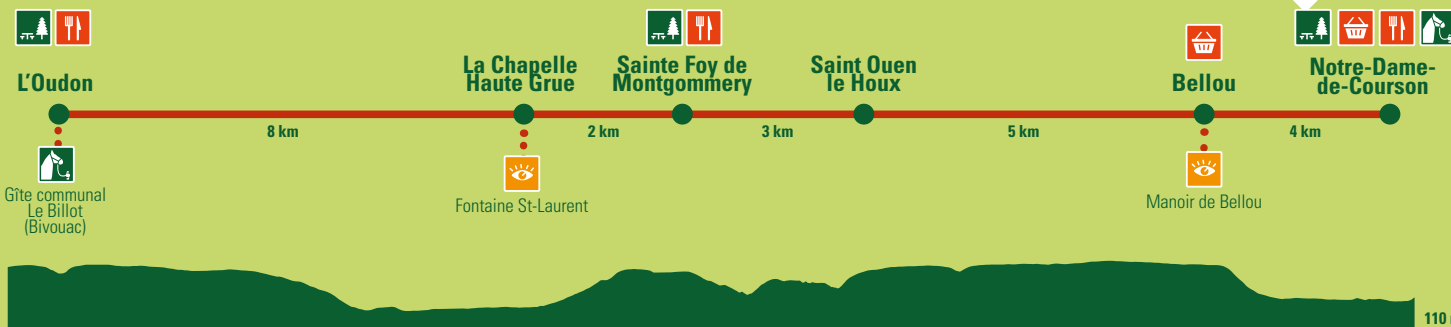 L'Oudon
La Chapelle
Haute Grue
Sainte Foy de
Montgommery
Saint Ouen
le Houx
Bellou
Notre-Dame-
de-Courson
8 km
2 km
3 km
5 km
4 km
Gîte communal
Le Billot
(Bivouac)
Fontaine St-Laurent
Manoir de Bellou
110